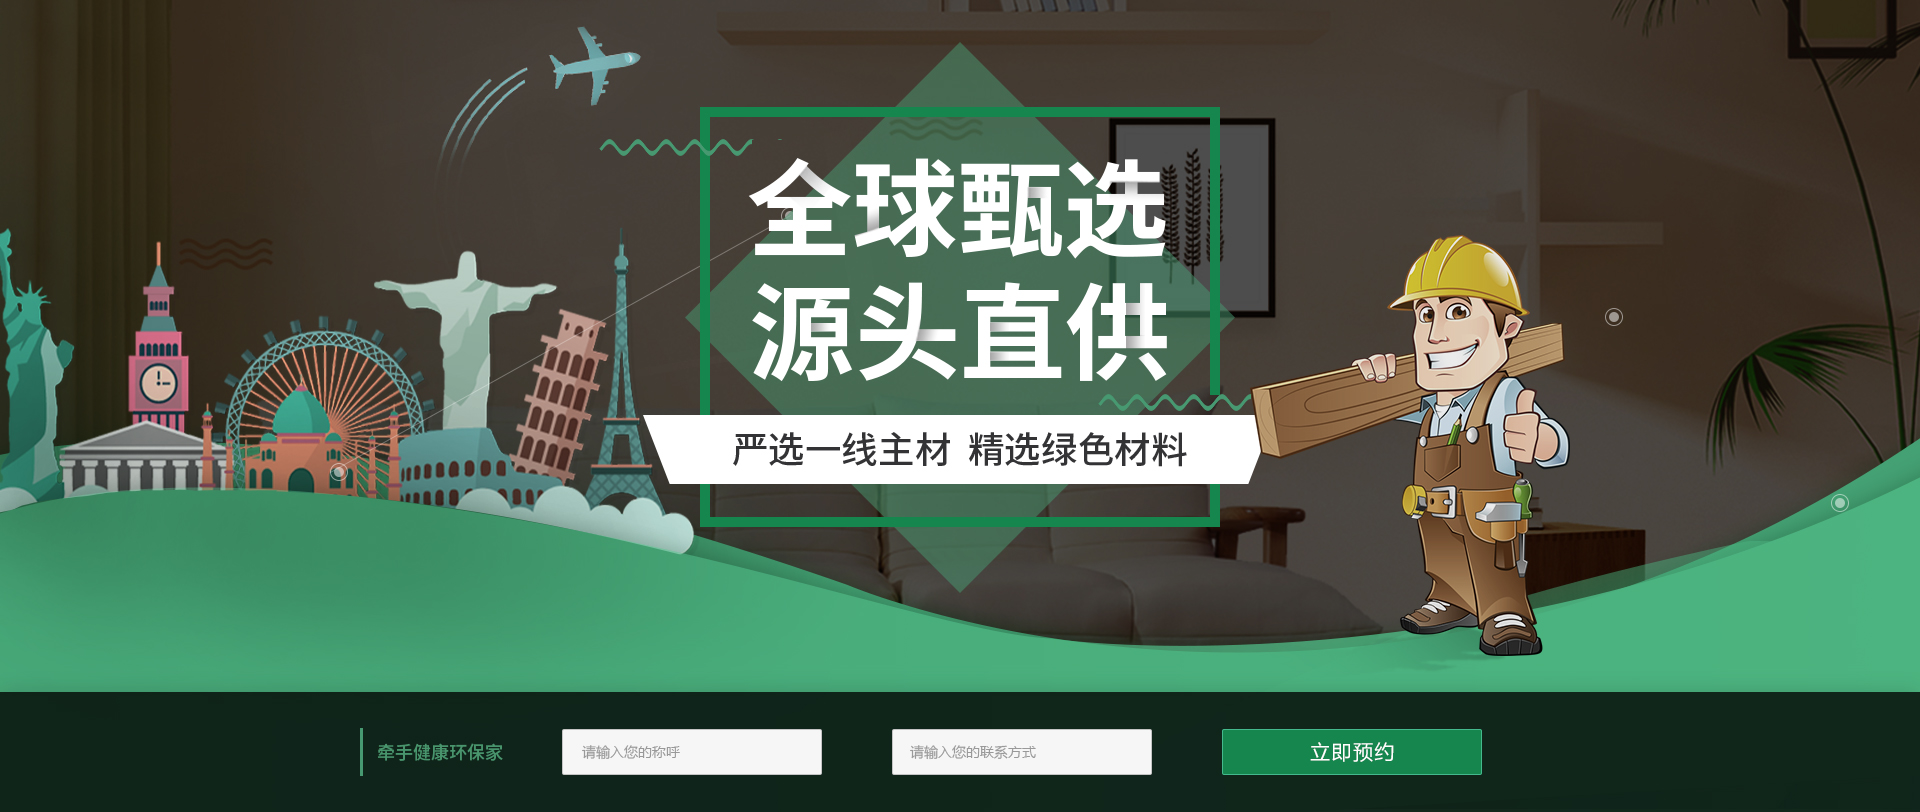 全球甄选
源头直供
严选一线主材 精选绿色材料
牵手健康环保家
请输入您的称呼
请输入您的联系方式
立即预约